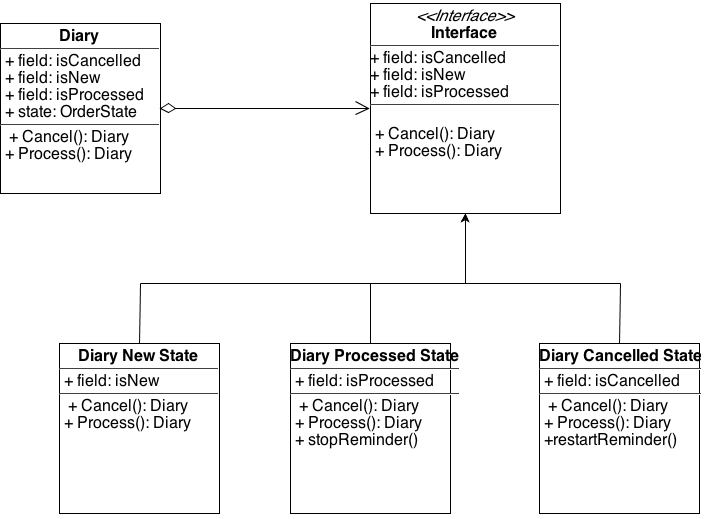 Diary
+ field: isCancelled
+ field: isNew
+ field: isProcessed
+ state: OrderState
+ Cancel(): Diary
+ Process(): Diary
<<Interface>>
Interface
+ field: isCancelled
+ field: isNew
+ field: isProcessed
+ Cancel(): Diary
+ Process(): Diary
Diary New State
+ field: isNew
+ Cancel(): Diary
+ Process(): Diary
Diary Processed State
+ field: isProcessed
+ Cancel(): Diary
+ Process(): Diary
+ stopReminder()
Diary Cancelled State
+ field: isCancelled
+ Cancel(): Diary
+ Process(): Diary
+restartReminder()